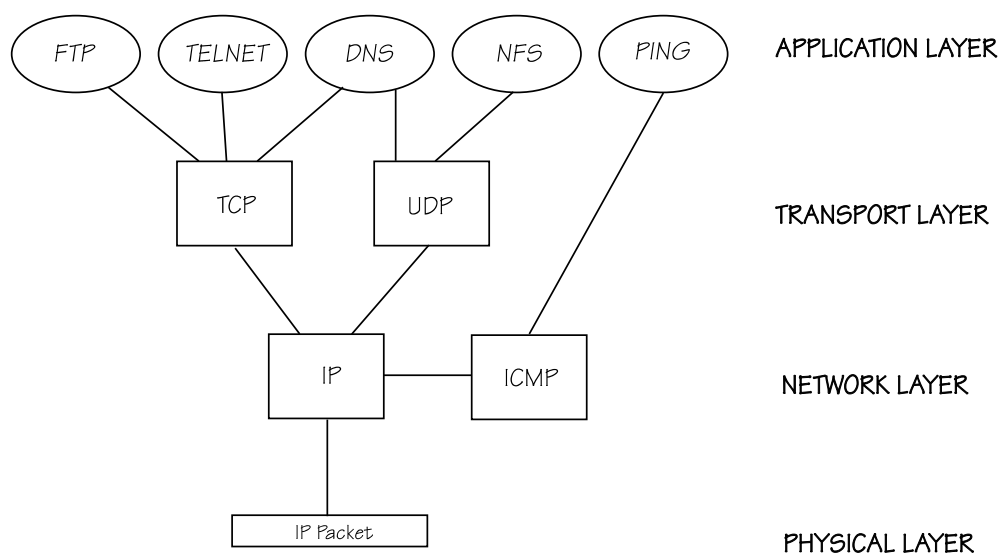 FTP TELNET DNS NFS PING APPLICATION LAYER
TCP UDP TRANSPORT LAYER
IP ICMP NETWORK LAYER
IP Packet PHYSICAL LAYER